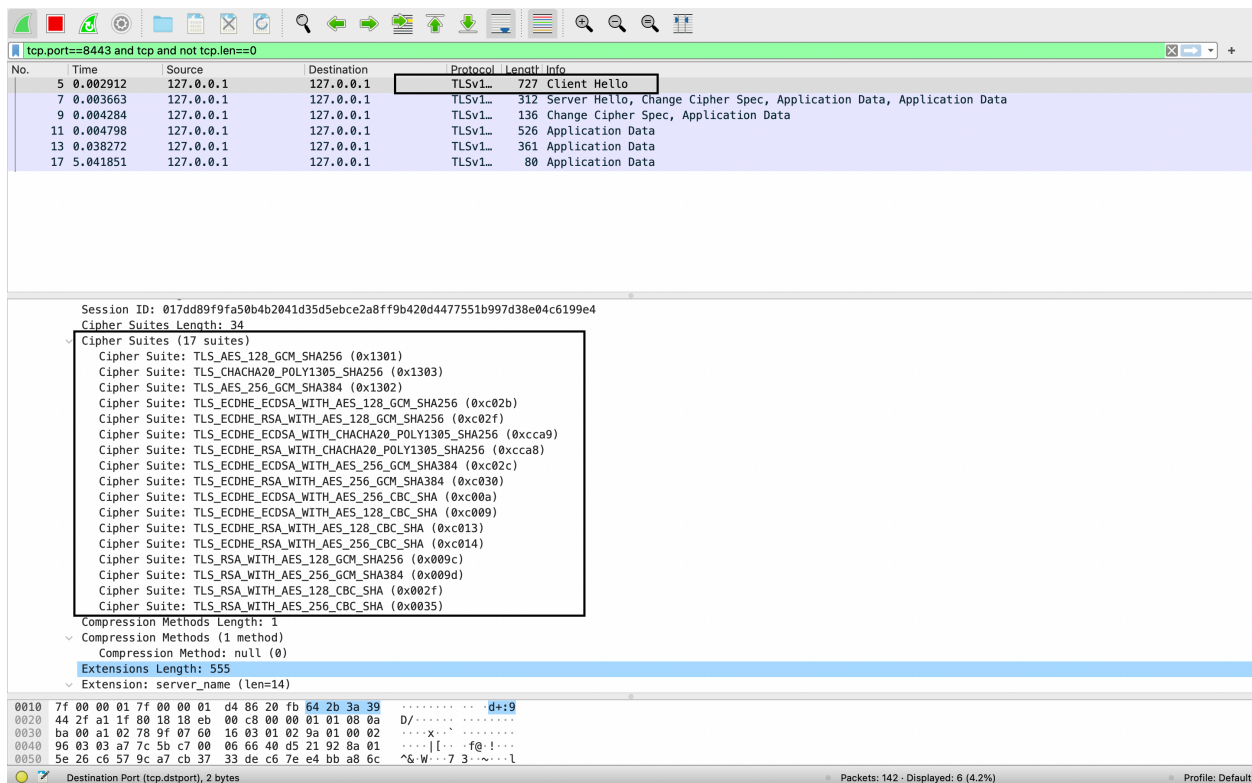 tcp.port==8443 and tcp and not tcp.len==0
No. Time Source Destination Protocol Length Info
5 0.002912 127.0.0.1 127.0.0.1 TLSv1… 727 Client Hello
7 0.003663 127.0.0.1 127.0.0.1 TLSv1… 312 Server Hello, Change Cipher Spec, Application Data, Application Data
9 0.004284 127.0.0.1 127.0.0.1 TLSv1… 136 Change Cipher Spec, Application Data
11 0.004798 127.0.0.1 127.0.0.1 TLSv1… 526 Application Data
13 0.038272 127.0.0.1 127.0.0.1 TLSv1… 361 Application Data
17 5.041851 127.0.0.1 127.0.0.1 TLSv1… 80 Application Data
Session ID: 017dd89f9fa50b4b2041d35d5ebce2a8ff9b420d4477551b997d38e04c6199e4
Cipher Suites Length: 34
Cipher Suites (17 suites)
Cipher Suite: TLS_AES_128_GCM_SHA256 (0x1301)
Cipher Suite: TLS_CHACHA20_POLY1305_SHA256 (0x1303)
Cipher Suite: TLS_AES_256_GCM_SHA384 (0x1302)
Cipher Suite: TLS_ECDHE_ECDSA_WITH_AES_128_GCM_SHA256 (0xc02b)
Cipher Suite: TLS_ECDHE_RSA_WITH_AES_128_GCM_SHA256 (0xc02f)
Cipher Suite: TLS_ECDHE_ECDSA_WITH_CHACHA20_POLY1305_SHA256 (0xcca9)
Cipher Suite: TLS_ECDHE_RSA_WITH_CHACHA20_POLY1305_SHA256 (0xcca8)
Cipher Suite: TLS_ECDHE_ECDSA_WITH_AES_256_GCM_SHA384 (0xc02c)
Cipher Suite: TLS_ECDHE_RSA_WITH_AES_256_GCM_SHA384 (0xc030)
Cipher Suite: TLS_ECDHE_ECDSA_WITH_AES_256_CBC_SHA (0xc00a)
Cipher Suite: TLS_ECDHE_ECDSA_WITH_AES_128_CBC_SHA (0xc009)
Cipher Suite: TLS_ECDHE_RSA_WITH_AES_128_CBC_SHA (0xc013)
Cipher Suite: TLS_ECDHE_RSA_WITH_AES_256_CBC_SHA (0xc014)
Cipher Suite: TLS_RSA_WITH_AES_128_GCM_SHA256 (0x009c)
Cipher Suite: TLS_RSA_WITH_AES_256_GCM_SHA384 (0x009d)
Cipher Suite: TLS_RSA_WITH_AES_128_CBC_SHA (0x002f)
Cipher Suite: TLS_RSA_WITH_AES_256_CBC_SHA (0x0035)
Compression Methods Length: 1
Compression Methods (1 method)
Compression Method: null (0)
Extensions Length: 555
Extension: server_name (len=14)
0010 7f 00 00 01 7f 00 00 01 d4 86 20 fb 64 2b 3a 39 ········ ·· ·d+:9
0020 44 2f a1 1f 80 18 18 eb 00 c8 00 00 01 01 08 0a D/······ ········
0030 ba 00 a1 02 78 9f 07 60 16 03 01 02 9a 01 00 02 ····x··` ········
0040 96 03 03 a7 7c 5b c7 00 06 66 40 d5 21 92 8a 01 ····|[·· ·f@·!···
0050 5e 26 c6 57 9c a7 cb 37 33 de c6 7e e4 bb a8 6c ^&·W···7 3··~···l
Destination Port (tcp.dstport), 2 bytes
Packets: 142 · Displayed: 6 (4.2%)
Profile: Default